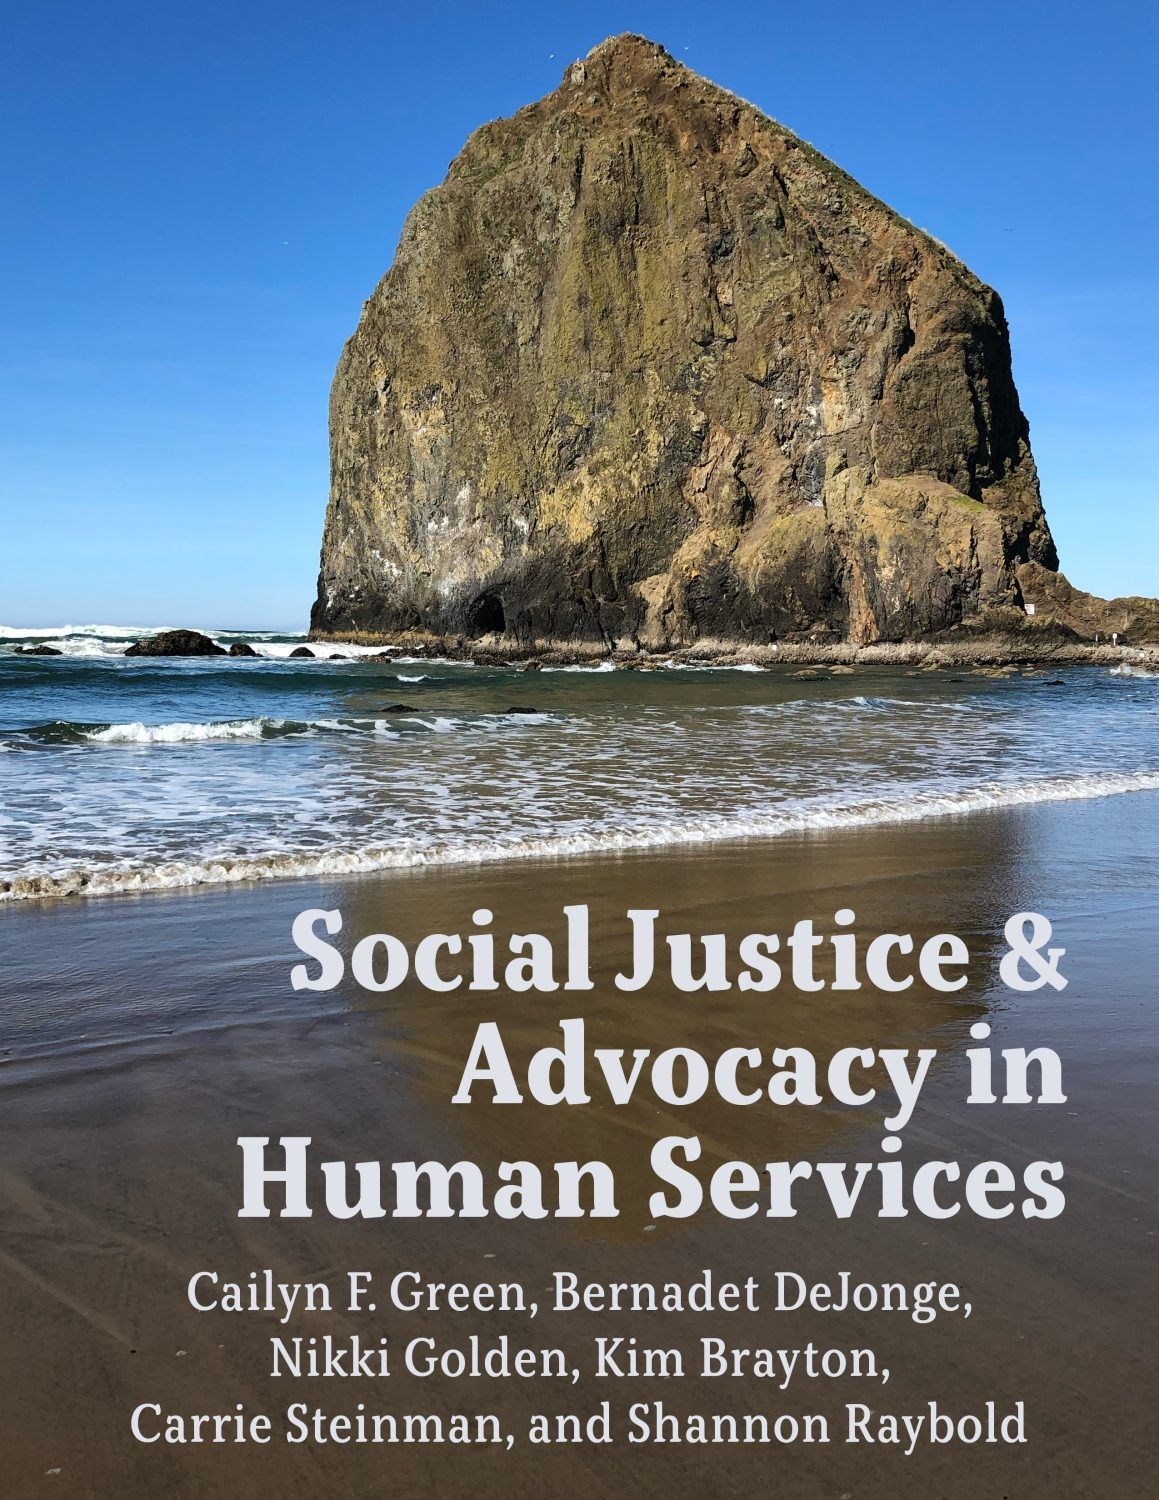 Social Justice &
Advocacy in
Human Services
Cailyn F. Green, Bernadet DeJonge,
Nikki Golden, Kim Brayton,
Carrie Steinman, and Shannon Raybold